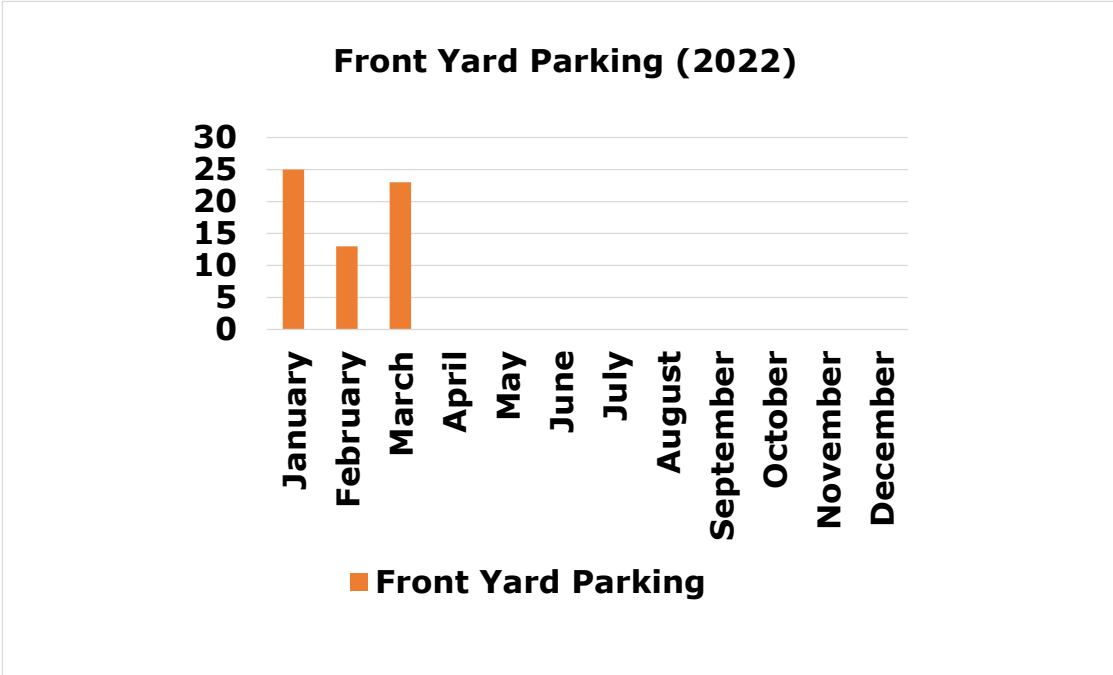 Front Yard Parking (2022)
30
25
20
15
10
5
0
January
February
March
April
May
June
July
August
September
October
November
December
Front Yard Parking